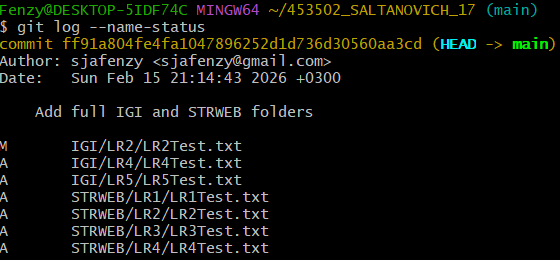 Fenzy@DESKTOP-5IDF74C MINGW64 ~/453502_SALTANOVICH_17 (main)
$ git log --name-status
commit ff91a804fe4fa1047896252d1d736d30560aa3cd (HEAD -> main)
Author: sjafenzy <sjafenzy@gmail.com>
Date:   Sun Feb 15 21:14:43 2026 +0300

    Add full IGI and STRWEB folders

M       IGI/LR2/LR2Test.txt
A       IGI/LR4/LR4Test.txt
A       IGI/LR5/LR5Test.txt
A       STRWEB/LR1/LR1Test.txt
A       STRWEB/LR2/LR2Test.txt
A       STRWEB/LR3/LR3Test.txt
A       STRWEB/LR4/LR4Test.txt